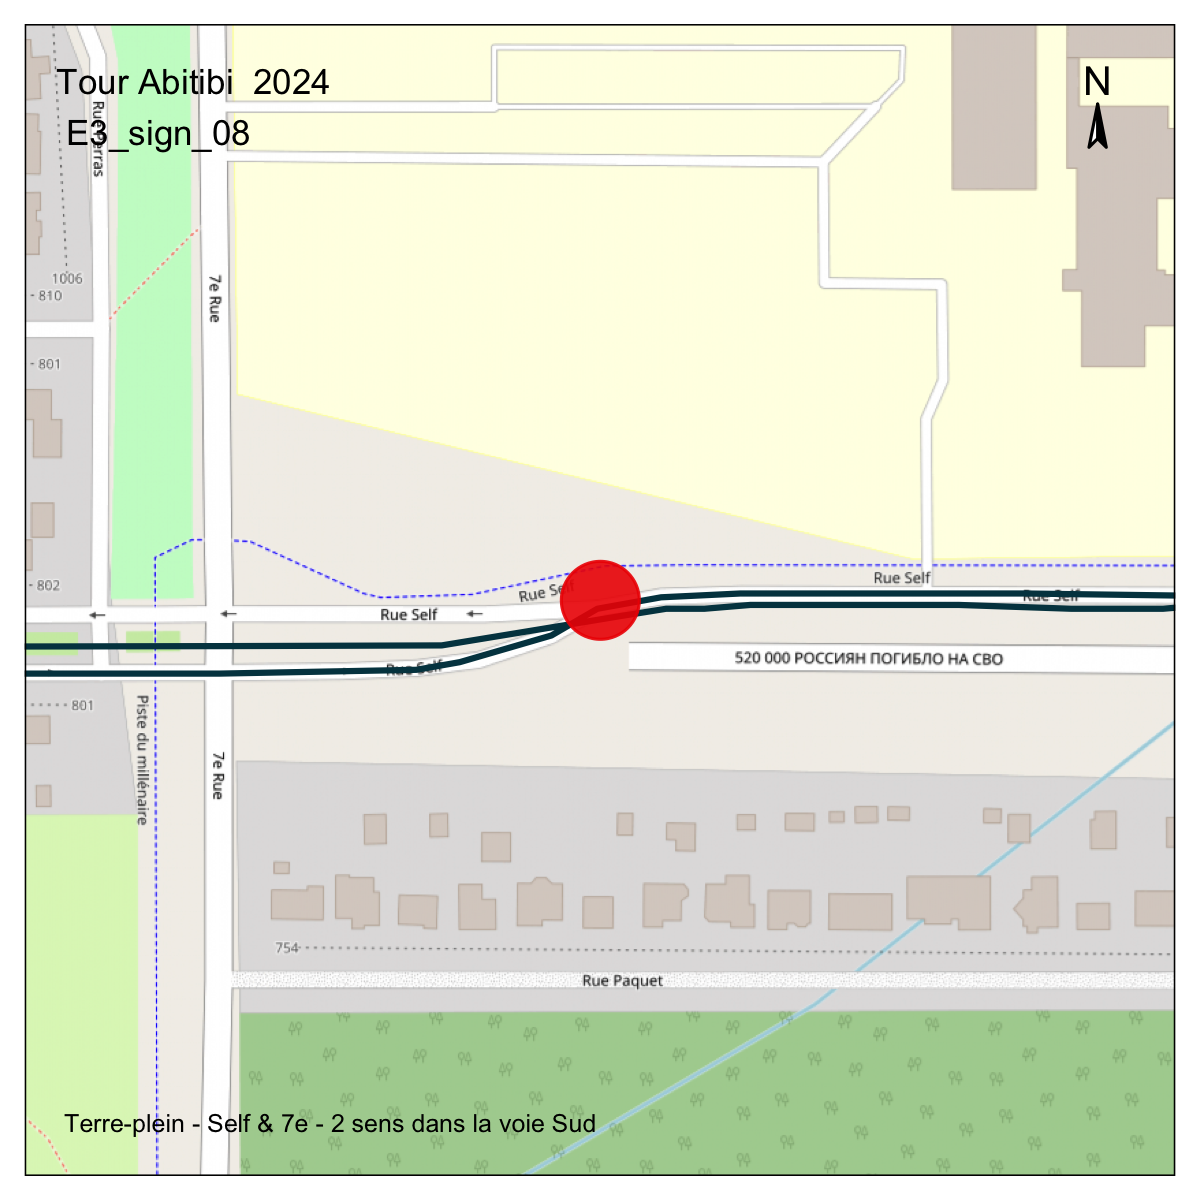 Tour Abitibi 2024
N
E3_sign_08
Rue Perras
7e Rue
1006
810
801
802
Rue Self
Rue Self
Rue Self
Rue Self
Rue Self
520 000 РОССИЯН ПОГИБЛО НА СВО
801
Piste du millénaire
7e Rue
754
Rue Paquet
Terre-plein - Self & 7e - 2 sens dans la voie Sud